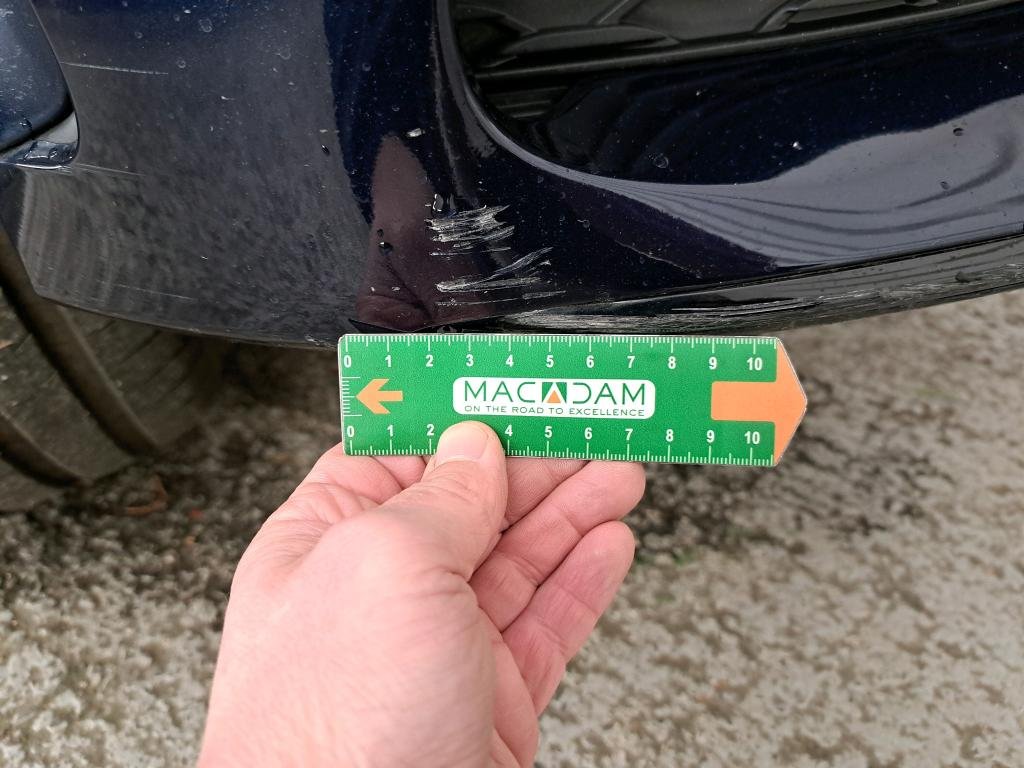 0 1 2 3 4 5 6 7 8 9 10
MACADAM
ON THE ROAD TO EXCELLENCE
0 1 2 4 5 6 7 8 9 10